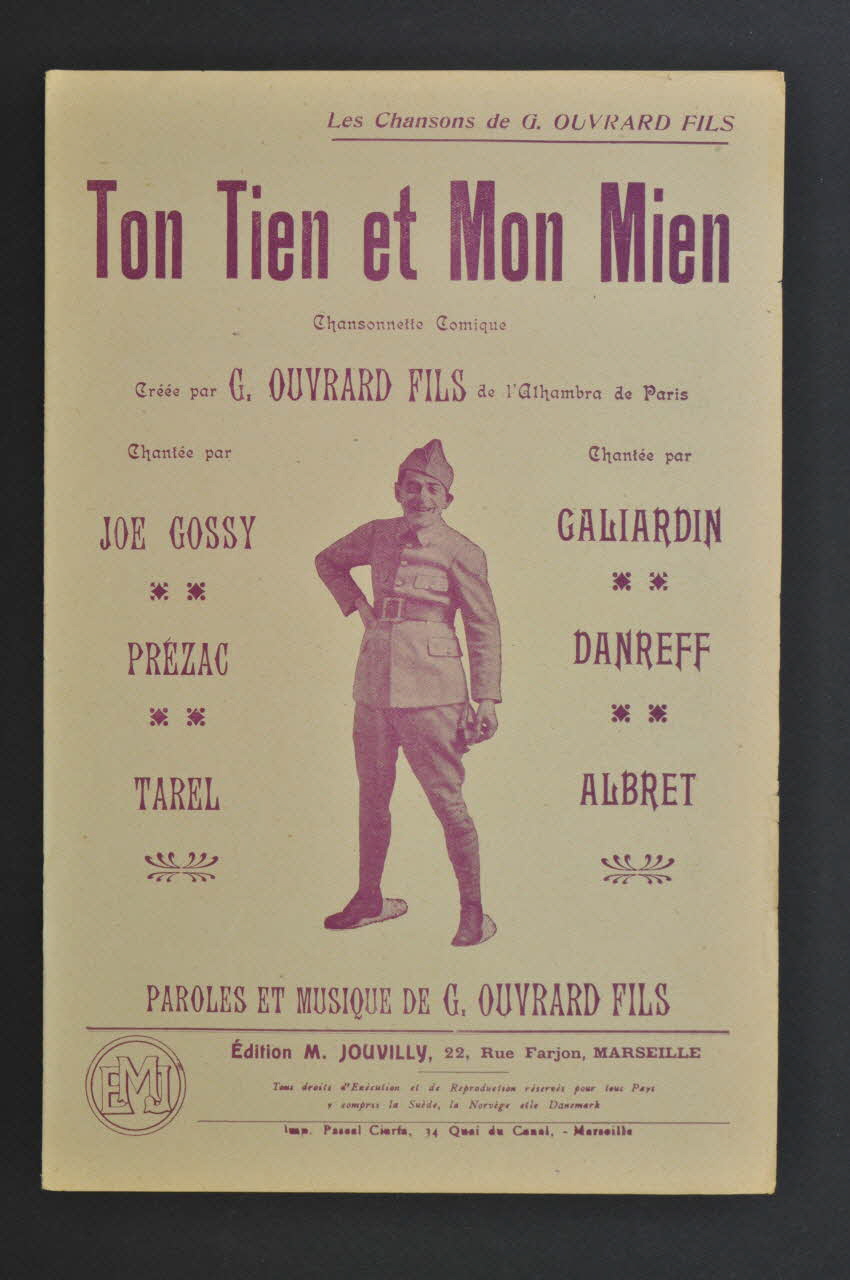 Les Chansons de G. OUVRARD FILS
Ton Tien et Mon Mien
Chansonnette Comique
Créée par G. OUVRARD FILS de l'Alhambra de Paris
Chantée par
JOE GOSSY
PRÉZAC
TAREL
Chantée par
GALIARDIN
DANREFF
ALBRET
PAROLES ET MUSIQUE DE G. OUVRARD FILS
EMJ
Édition M. JOUVILLY, 22, Rue Farjon, MARSEILLE
Tous droits d'Exécution et de Reproduction réservés pour tous Pays
y compris la Suède, la Norvège etle Danemark
Imp. Pascal Cierfa, 34 Quai du Canal, - Marseille